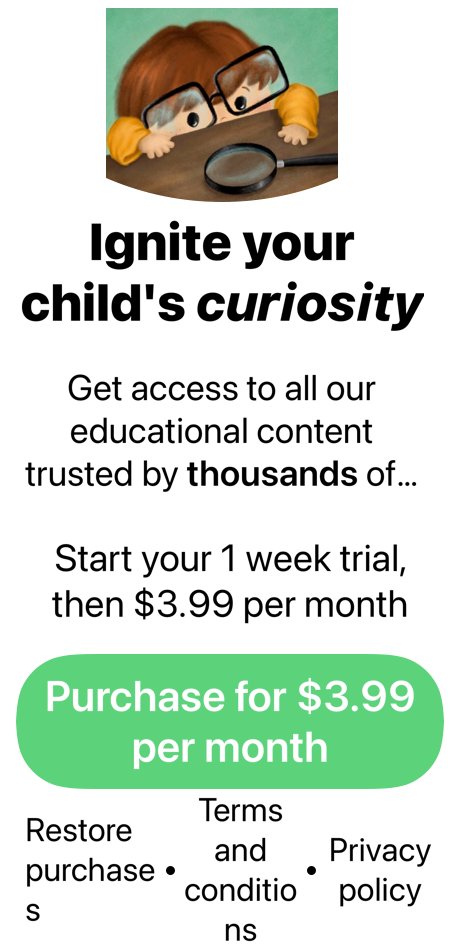 Ignite your
child's curiosity
Get access to all our
educational content
trusted by thousands of…
Start your 1 week trial,
then $3.99 per month
Purchase for $3.99
per month
Restore
purchase
s
•
Terms
and
conditio
ns
•
Privacy
policy